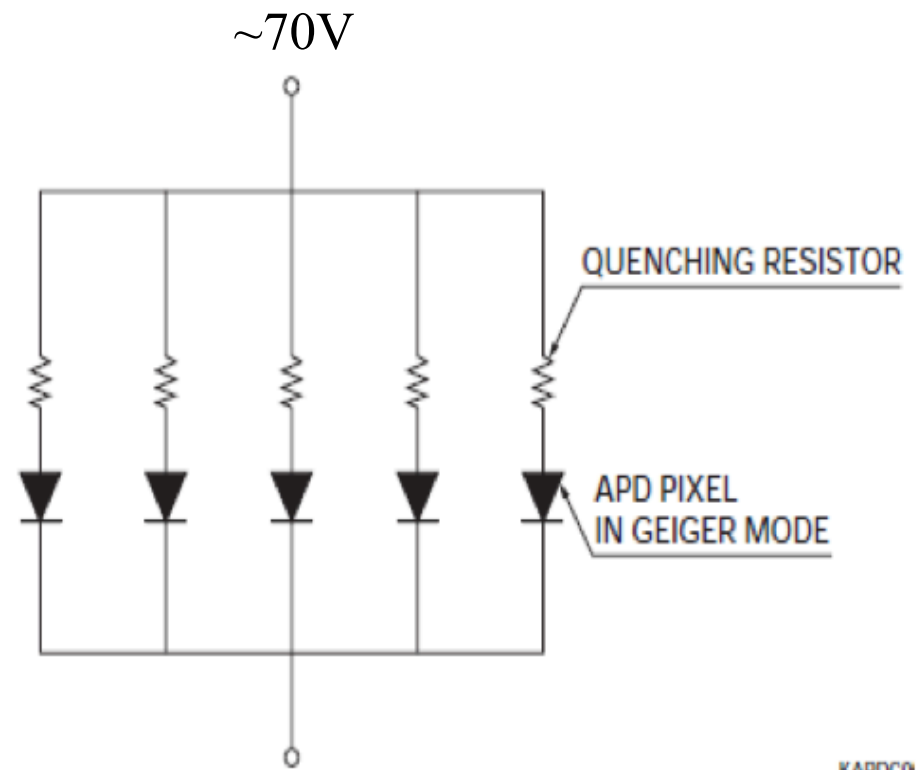 ~70V
QUENCHING RESISTOR
APD PIXEL
IN GEIGER MODE